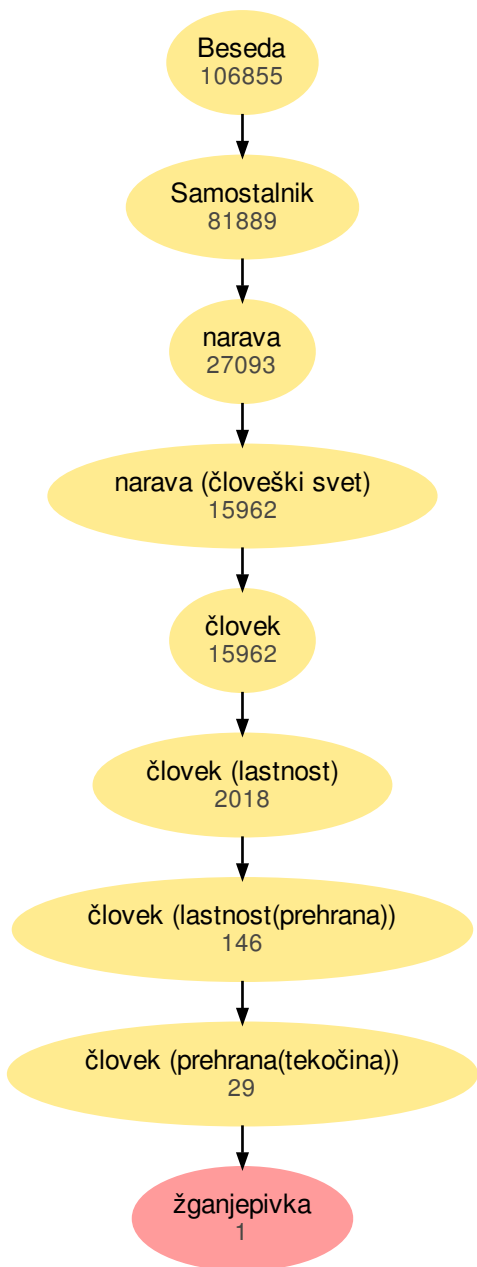 Beseda
106855
Samostalnik
81889
narava
27093
narava (človeški svet)
15962
človek
15962
človek (lastnost)
2018
človek (lastnost(prehrana))
146
človek (prehrana(tekočina))
29
žganjepivka
1